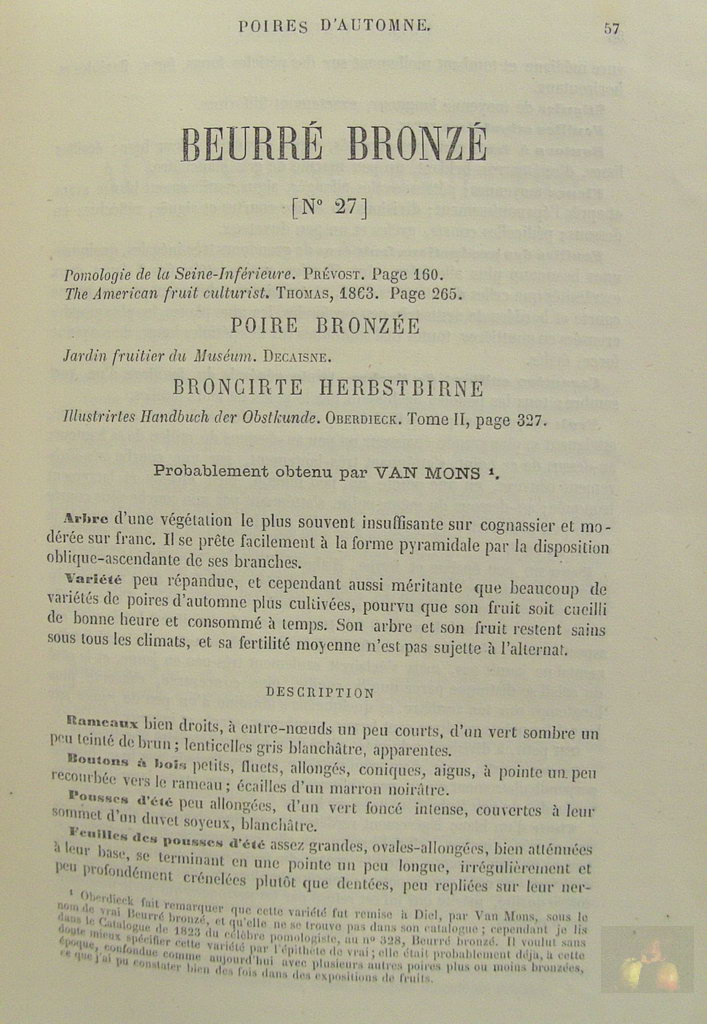 POIRES D'AUTOMNE. 57
BEURRÉ BRONZÉ
[N° 27]
Pomologie de la Seine-Inférieure. PRÉVOST. Page 160.
The American fruit culturist. THOMAS, 1863. Page 265.
POIRE BRONZÉE
Jardin fruitier du Muséum. DECAISNE.
BRONCIRTE HERBSTBIRNE
Illustrirtes Handbuch der Obstkunde. OBERDIECK. Tome II, page 327.
Probablement obtenu par VAN MONS ¹.
Arbre d'une végétation le plus souvent insuffisante sur cognassier et mo-
dérée sur franc. Il se prête facilement à la forme pyramidale par la disposition
oblique-ascendante de ses branches.
Variété peu répandue, et cependant aussi méritante que beaucoup de
variétés de poires d'automne plus cultivées, pourvu que son fruit soit cueilli
de bonne heure et consommé à temps. Son arbre et son fruit restent sains
sous tous les climats, et sa fertilité moyenne n'est pas sujette à l'alternat.
DESCRIPTION
Rameaux bien droits, à entre-nœuds un peu courts, d'un vert sombre un
peu teinté de brun ; lenticelles gris blanchâtre, apparentes.
Boutons à bois petits, fluets, allongés, coniques, aigus, à pointe un peu
recourbée vers le rameau ; écailles d'un marron noirâtre.
Pousses d'été peu allongées, d'un vert foncé intense, couvertes à leur
sommet d'un duvet soyeux, blanchâtre.
Feuilles des pousses d'été assez grandes, ovales-allongées, bien atténuées
à leur base, se terminant en une pointe un peu longue, irrégulièrement et
peu profondément crénelées plutôt que dentées, peu repliées sur leur ner-
¹ Oberdieck fait remarquer que cette variété fut remise à Diel, par Van Mons, sous le
nom de vrai Beurré bronzé, et qu'elle ne se trouve pas dans son catalogue ; cependant je lis
dans le Catalogue de 1823 du célèbre pomologiste, au n° 328, Beurré bronzé. Il voulut sans
doute mieux spécifier cette variété par l'épithète de vrai ; elle était probablement déjà, à cette
époque, confondue comme aujourd'hui avec plusieurs autres poires plus ou moins bronzées,
ce que j'ai pu constater bien des fois dans des expositions de fruits.